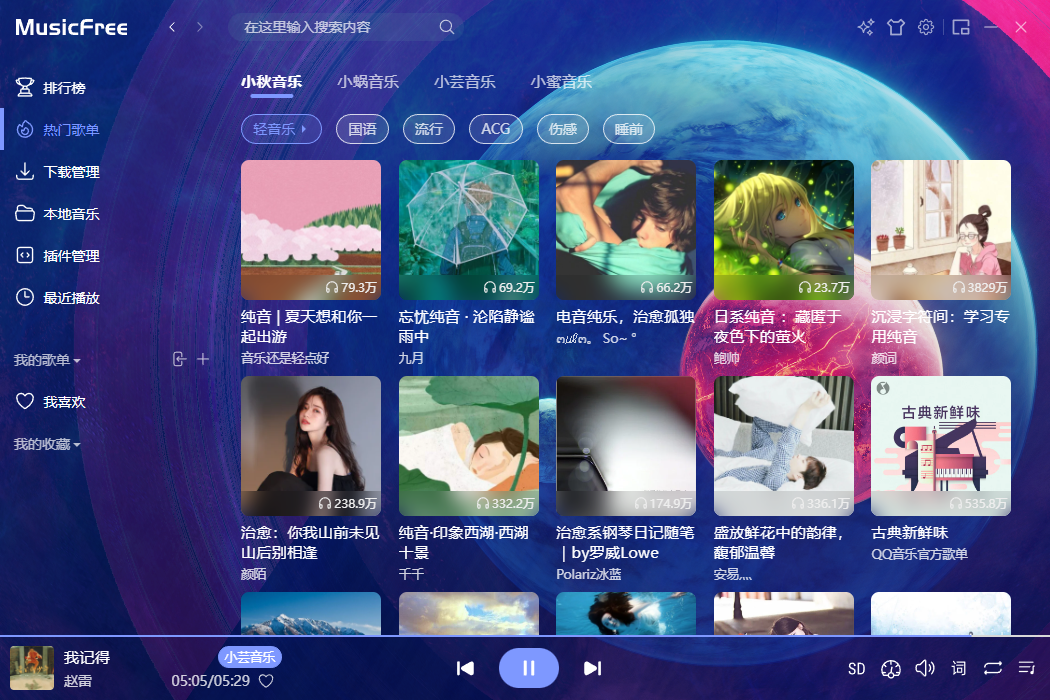 MusicFree
在这里输入搜索内容
排行榜
热门歌单
下载管理
本地音乐
插件管理
最近播放
我的歌单
我喜欢
我的收藏
小秋音乐 小蜗音乐 小芸音乐 小蜜音乐
轻音乐 国语 流行 ACG 伤感 睡前
79.3万
纯音 | 夏天想和你一
起出游
音乐还是轻点好
69.2万
忘忧纯音 · 沦陷静谧
雨中
九月
66.2万
电音纯乐，治愈孤独
So~ °
23.7万
日系纯音 ：藏匿于
夜色下的萤火
鲍帅
3829万
沉浸字符间：学习专
用纯音
颜词
238.9万
治愈：你我山前未见
山后别相逢
颜陌
332.2万
纯音·印象西湖·西湖
十景
千千
174.9万
治愈系钢琴日记随笔
｜by罗威Lowe
Polariz冰蓝
336.1万
盛放鲜花中的韵律，
馥郁温馨
安易灬
古典新鲜味
535.8万
古典新鲜味
QQ音乐官方歌单
我记得
赵雷
小芸音乐
05:05/05:29
SD 词